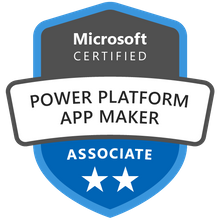 Microsoft
CERTIFIED
POWER PLATFORM
APP MAKER
ASSOCIATE